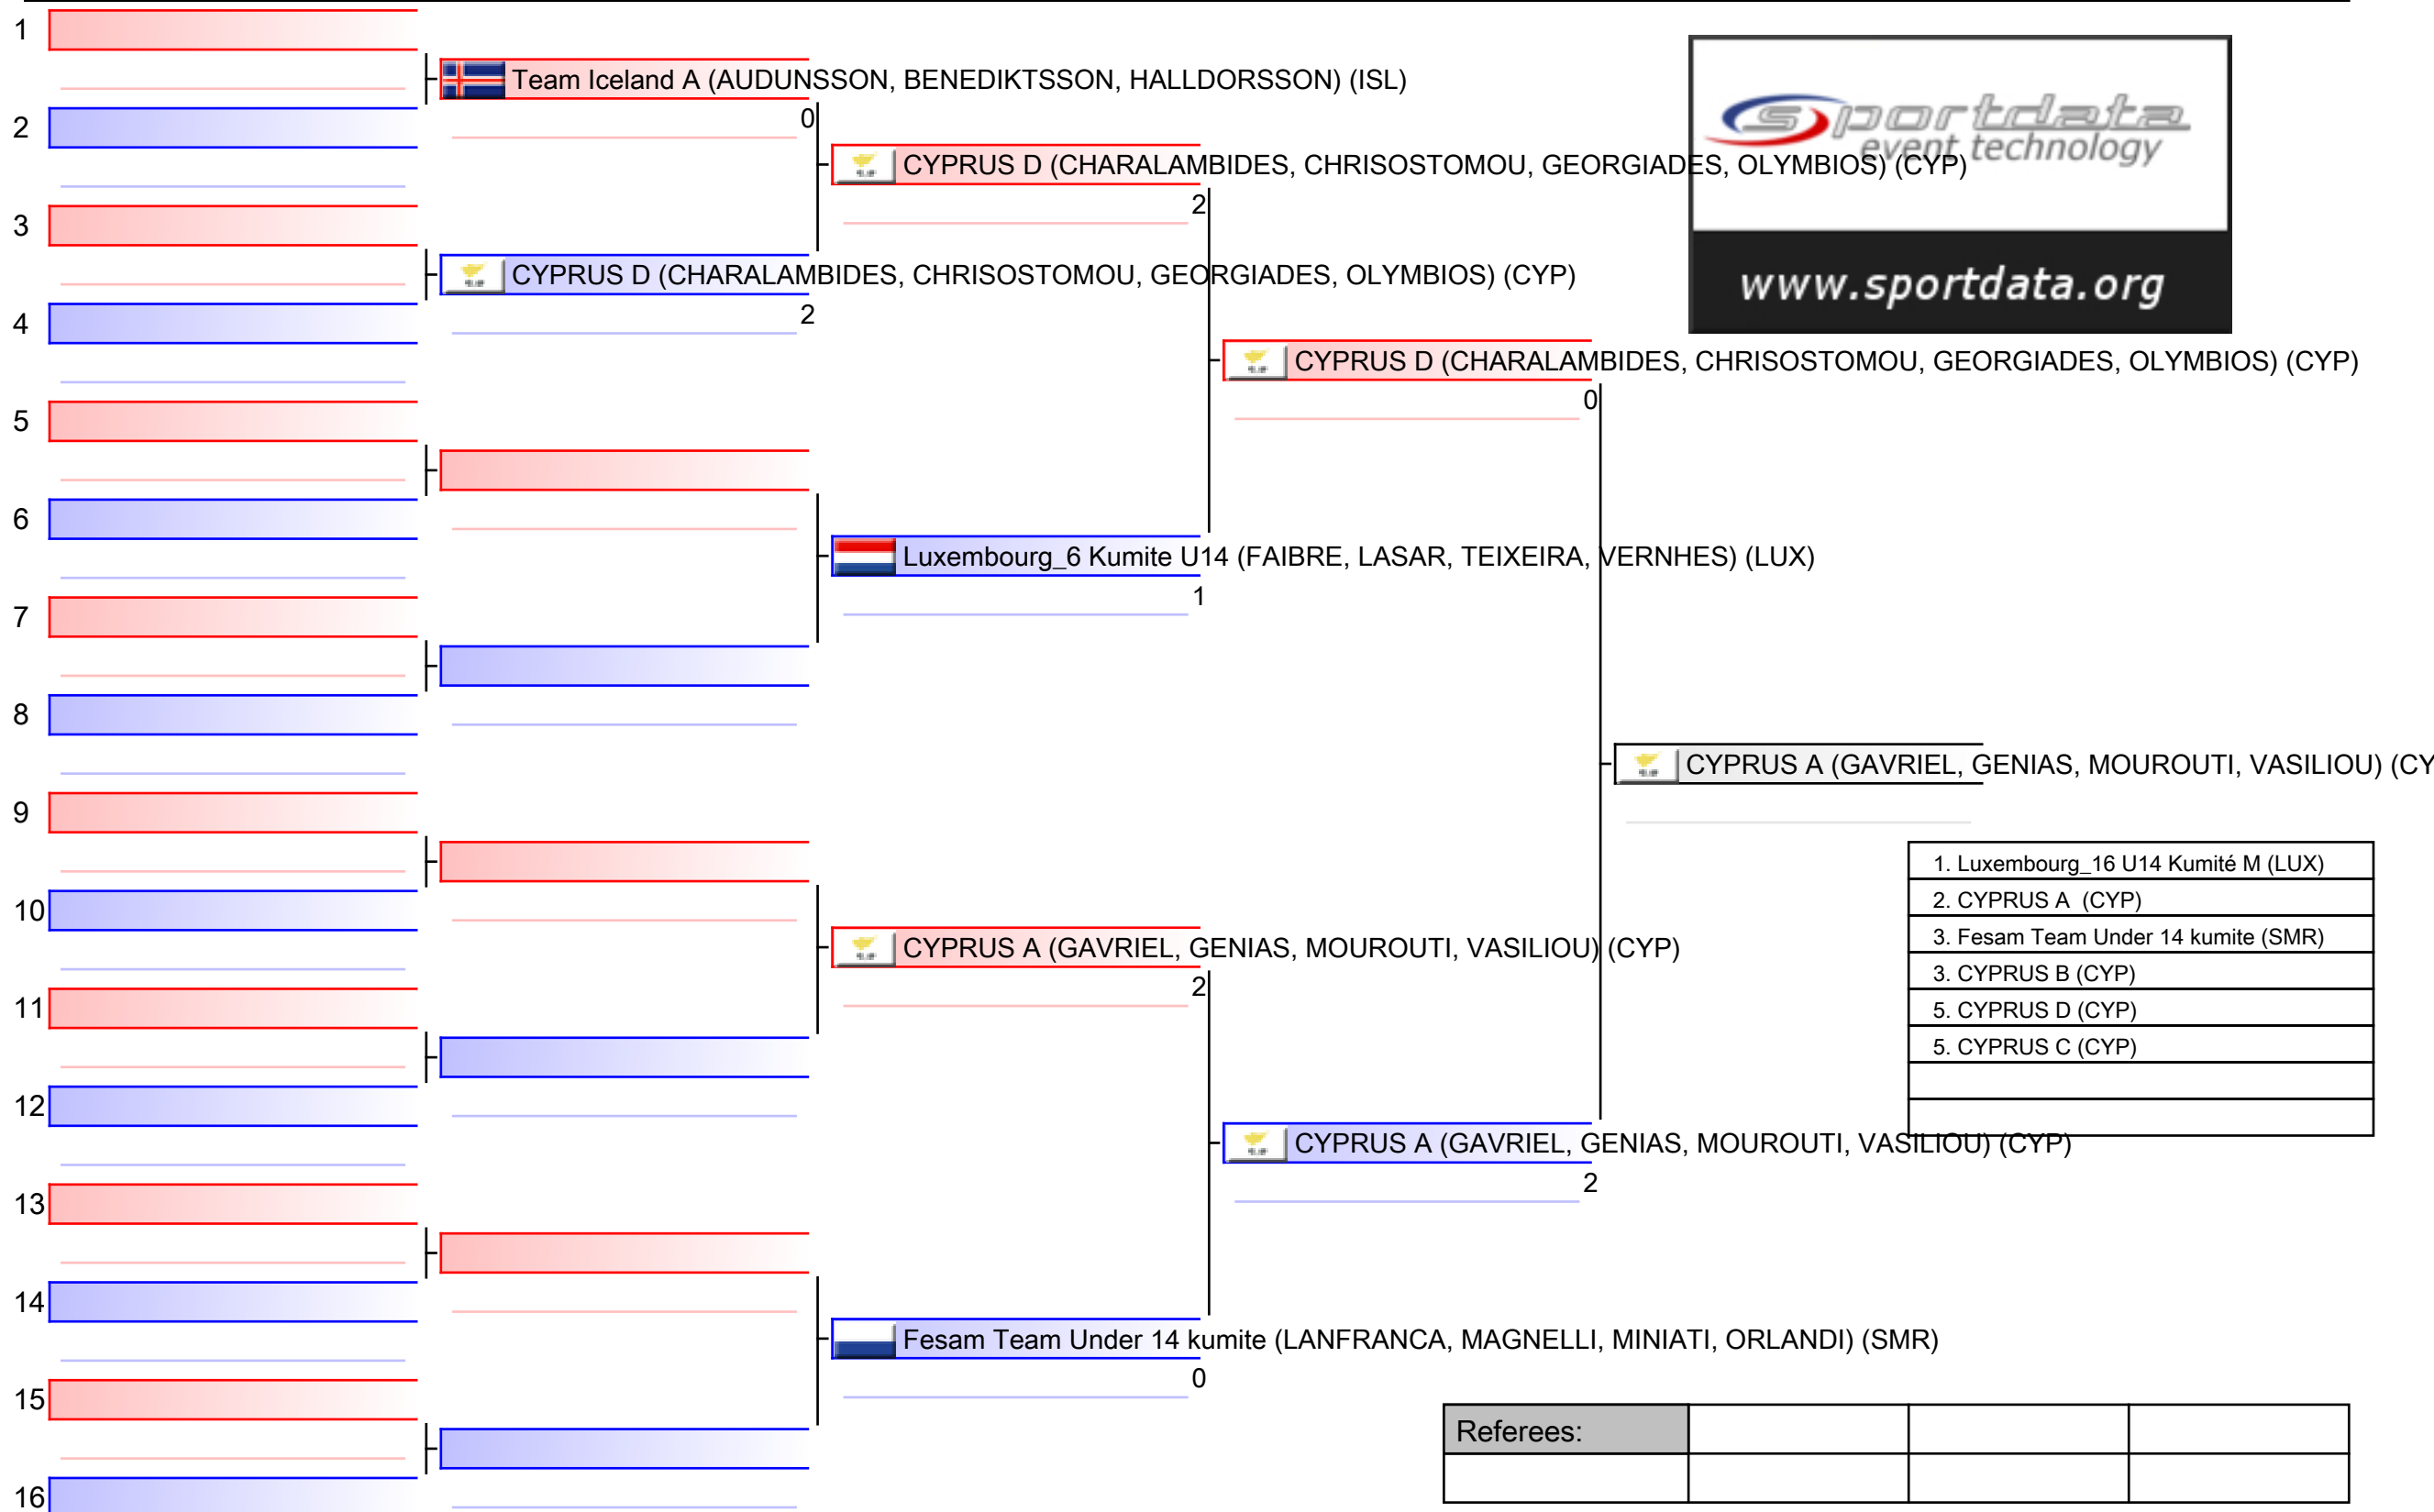 1
Team Iceland A (AUDUNSSON, BENEDIKTSSON, HALLDORSSON) (ISL)
0
2
CYPRUS D (CHARALAMBIDES, CHRISOSTOMOU, GEORGIADES, OLYMBIOS) (CYP)
2
3
CYPRUS D (CHARALAMBIDES, CHRISOSTOMOU, GEORGIADES, OLYMBIOS) (CYP)
2
4
sportdata
event technology
www.sportdata.org
CYPRUS D (CHARALAMBIDES, CHRISOSTOMOU, GEORGIADES, OLYMBIOS) (CYP)
0
5
6
Luxembourg_6 Kumite U14 (FAIBRE, LASAR, TEIXEIRA, VERNHES) (LUX)
1
7
8
CYPRUS A (GAVRIEL, GENIAS, MOUROUTI, VASILIOU) (CY
9
10
CYPRUS A (GAVRIEL, GENIAS, MOUROUTI, VASILIOU) (CYP)
2
11
12
1. Luxembourg_16 U14 Kumité M (LUX)
2. CYPRUS A (CYP)
3. Fesam Team Under 14 kumite (SMR)
3. CYPRUS B (CYP)
5. CYPRUS D (CYP)
5. CYPRUS C (CYP)
CYPRUS A (GAVRIEL, GENIAS, MOUROUTI, VASILIOU) (CYP)
2
13
14
Fesam Team Under 14 kumite (LANFRANCA, MAGNELLI, MINIATI, ORLANDI) (SMR)
0
15
16
Referees: